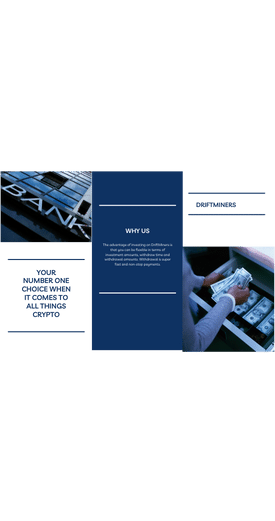 BANK
YOUR
NUMBER ONE
CHOICE WHEN
IT COMES TO
ALL THINGS
CRYPTO
WHY US
The advantage of investing on Driftminers is
that you can be flexible in terms of
investment amounts, withdraw time and
withdrawal amounts. Withdrawal is super
fast and non-stop payments
DRIFTMINERS